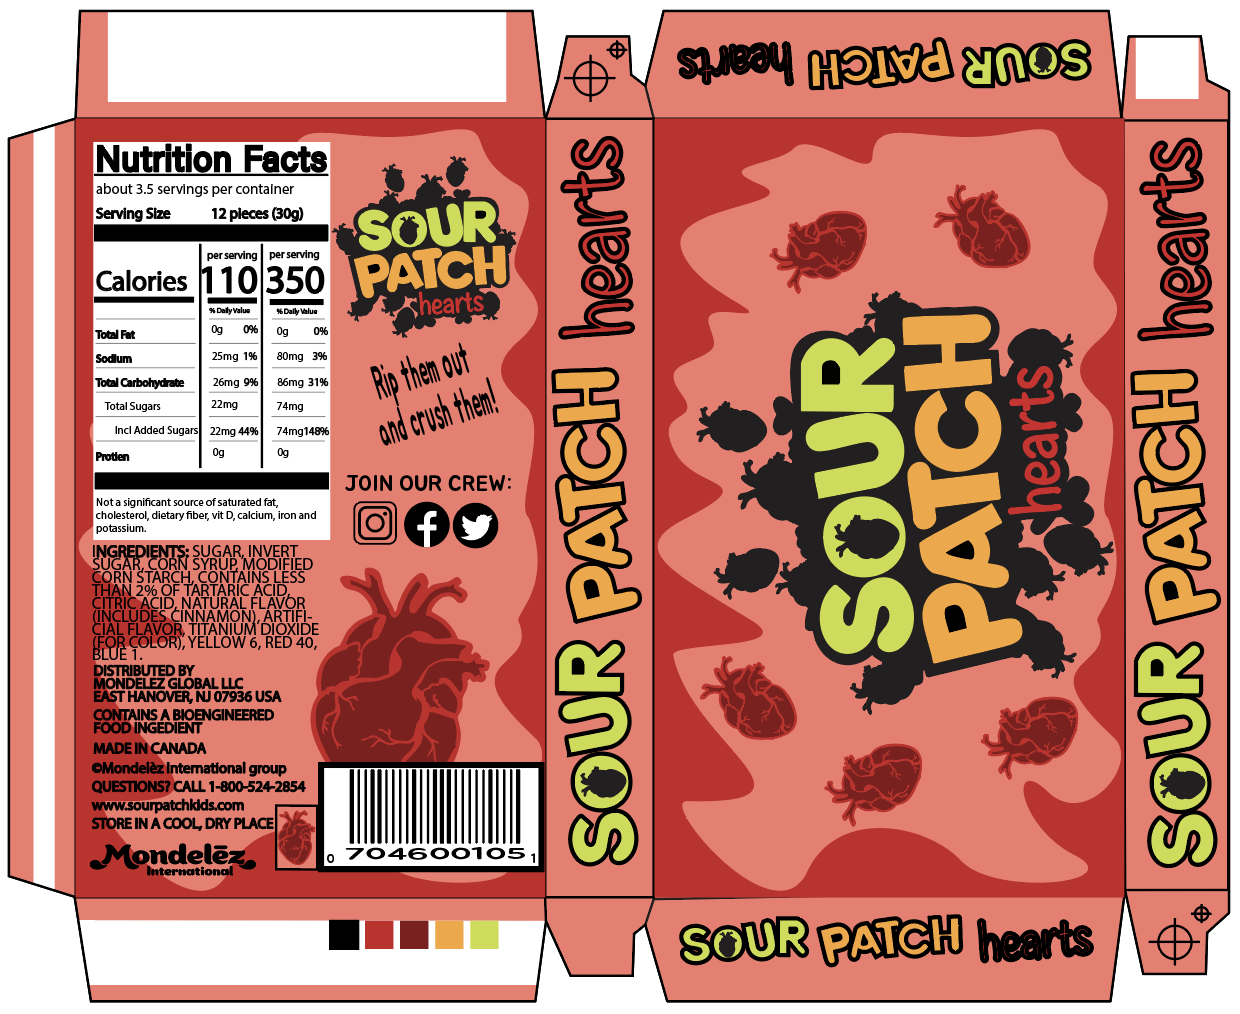 Nutrition Facts
about 3.5 servings per container
Serving Size 12 pieces (30g)
per serving per serving
Calories 110 350
% Daily Value % Daily Value
Total Fat 0g 0% 0g 0%
Sodium 25mg 1% 80mg 3%
Total Carbohydrate 26mg 9% 86mg 31%
Total Sugars 22mg 74mg
Incl Added Sugars 22mg 44% 74mg 148%
Protien 0g 0g
Not a significant source of saturated fat,
cholesterol, dietary fiber, vit D, calcium, iron and
potassium.
INGREDIENTS: SUGAR, INVERT
SUGAR, CORN SYRUP, MODIFIED
CORN STARCH, CONTAINS LESS
THAN 2% OF TARTARIC ACID,
CITRIC ACID, NATURAL FLAVOR
(INCLUDES CINNAMON), ARTIFI-
CIAL FLAVOR, TITANIUM DIOXIDE
(FOR COLOR), YELLOW 6, RED 40,
BLUE 1.
DISTRIBUTED BY
MONDELEZ GLOBAL LLC
EAST HANOVER, NJ 07936 USA
CONTAINS A BIOENGINEERED
FOOD INGEDIENT
MADE IN CANADA
©Mondelèz International group
QUESTIONS? CALL 1-800-524-2854
www.sourpatchkids.com
STORE IN A COOL, DRY PLACE
Mondelēz
International
SOUR
PATCH
hearts
Rip them out
and crush them!
JOIN OUR CREW:
0 704600105 1
SOUR PATCH hearts
SOUR PATCH hearts
SOUR
PATCH
hearts
SOUR PATCH hearts
SOUR PATCH hearts